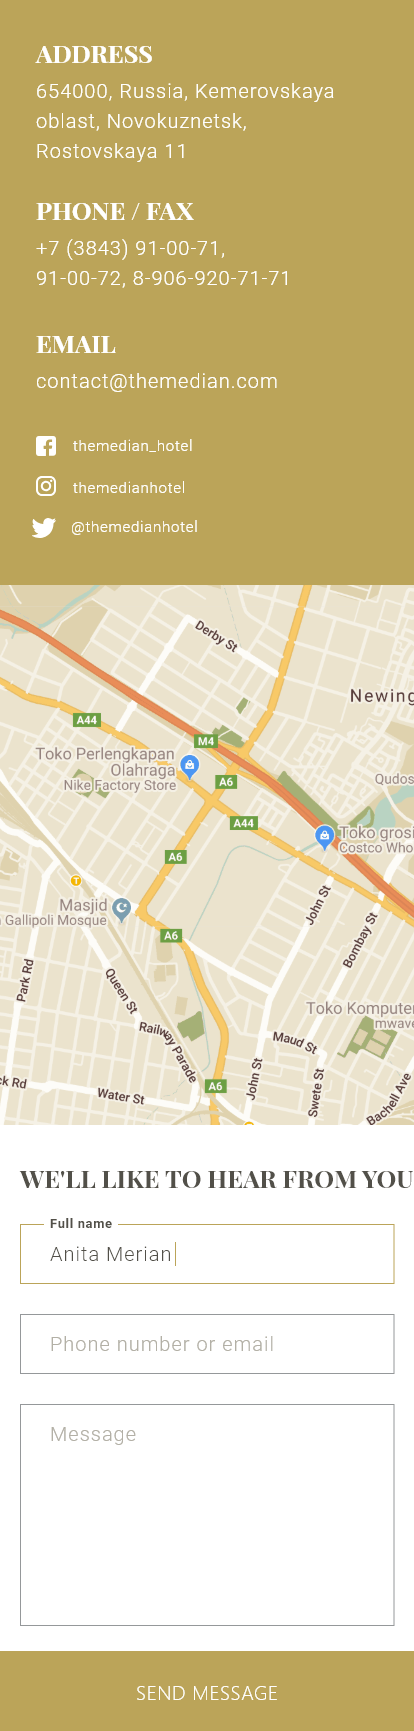 ADDRESS
654000, Russia, Kemerovskaya
oblast, Novokuznetsk,
Rostovskaya 11
PHONE / FAX
+7 (3843) 91-00-71,
91-00-72, 8-906-920-71-71
EMAIL
contact@themedian.com
themedian_hotel
themedianhotel
@themedianhotel
Derby St
Newing
A44
M4
Toko Perlengkapan
Olahraga
Nike Factory Store
A6
Qudos
A44
Toko grosi
Costco Who
A6
T
Masjid
Gallipoli Mosque
John St
A6
Bombay St
Park Rd
Queen St
Toko Komputer
mwave
Railway Parade
Maud St
ck Rd
Water St
A6
John St
Swete St
Bachell Ave
WE'LL LIKE TO HEAR FROM YOU
Full name
Anita Merian
Phone number or email
Message
SEND MESSAGE